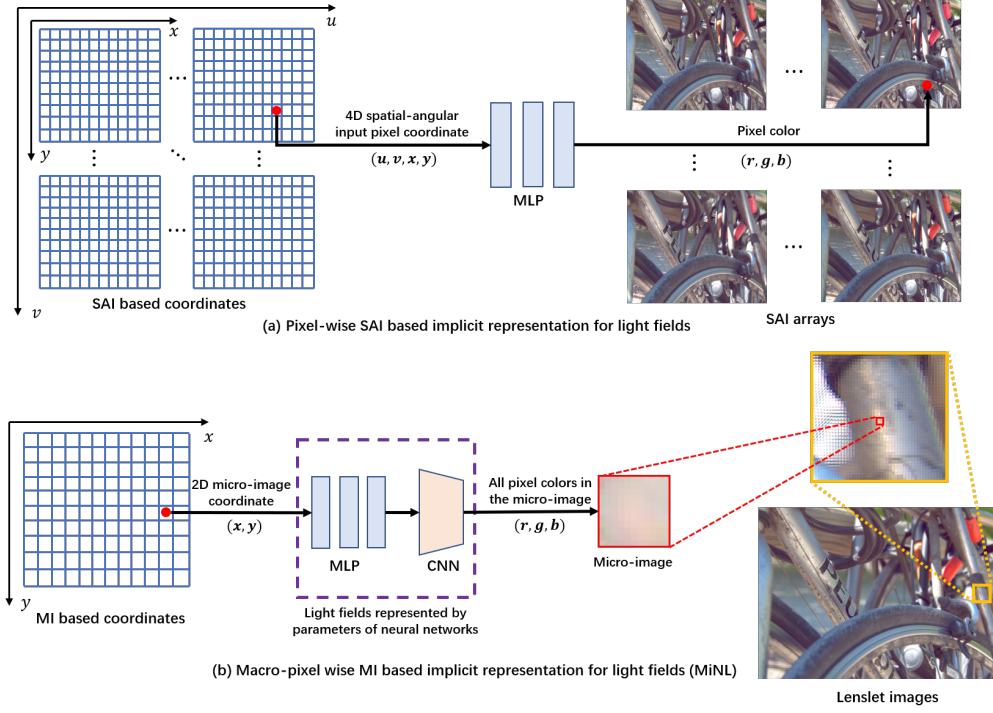 u
x
...
4D spatial-angular
input pixel coordinate
(u, v, x, y)
MLP
Pixel color
(r, g, b)
...
y
...
...
v
SAI based coordinates
SAI arrays
(a) Pixel-wise SAI based implicit representation for light fields
x
2D micro-image
coordinate
(x, y)
MLP
CNN
All pixel colors in
the micro-image
(r, g, b)
Micro-image
y
MI based coordinates
Light fields represented by
parameters of neural networks
PEU
(b) Macro-pixel wise MI based implicit representation for light fields (MiNL)
Lenslet images